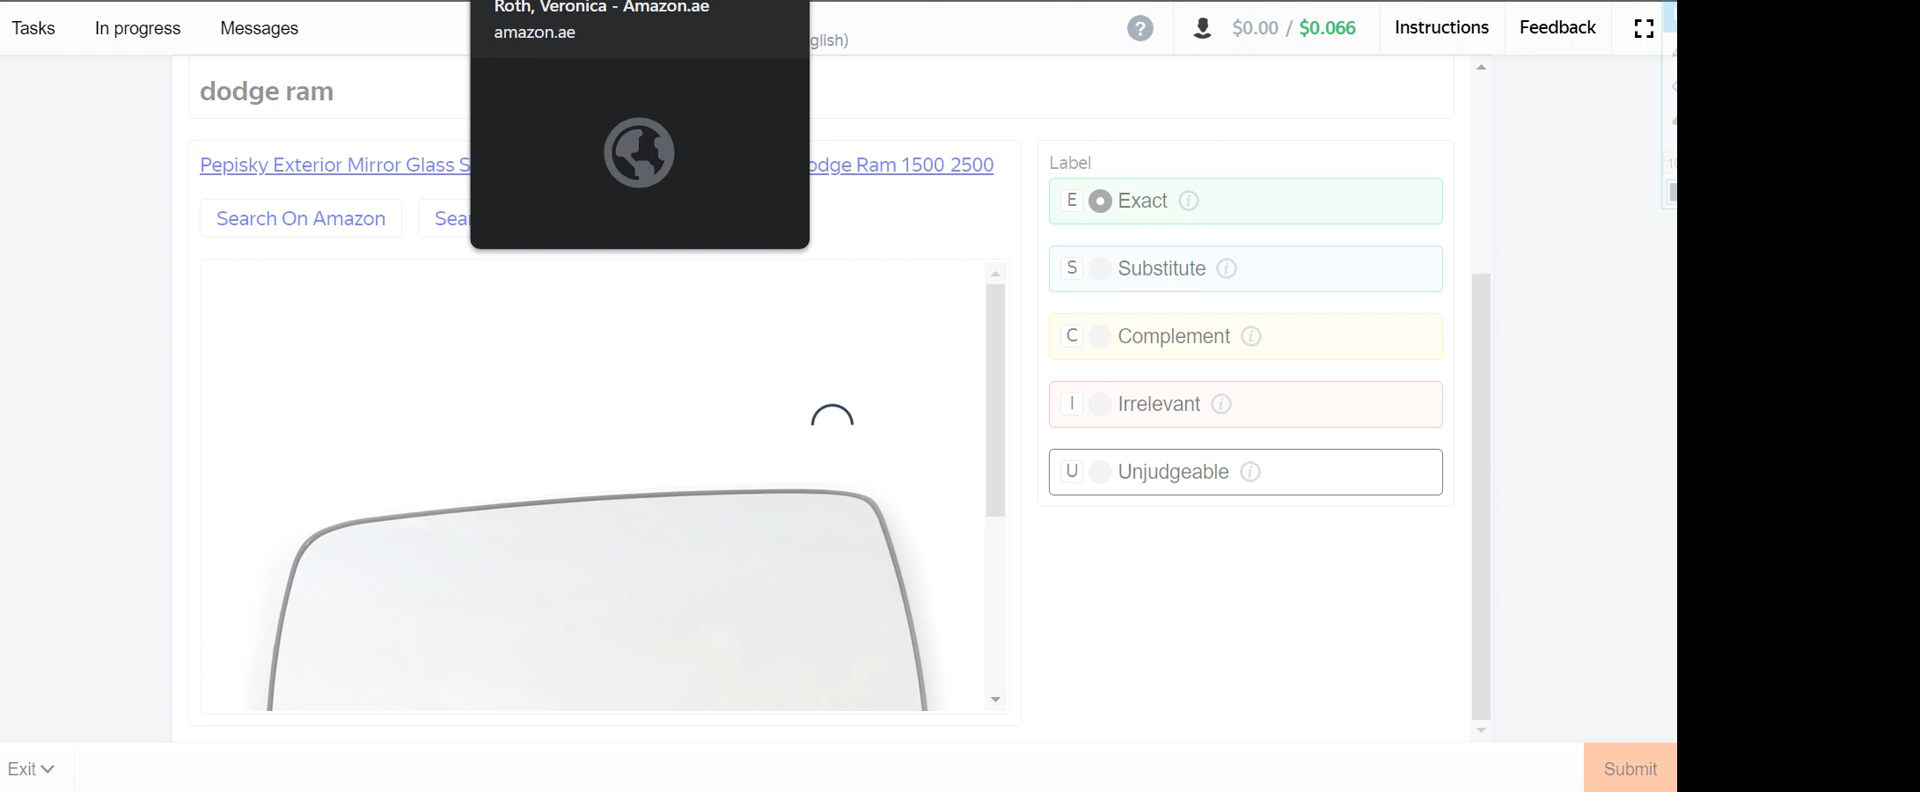 Roth, Veronica - Amazon.ae
amazon.ae
Tasks
In progress
Messages
glish)
?
$0.00 / $0.066
Instructions
Feedback
dodge ram
Pepisky Exterior Mirror Glass S
odge Ram 1500 2500
Search On Amazon
Sear
Label
E Exact i
S Substitute i
C Complement i
I Irrelevant i
U Unjudgeable i
Exit
Submit